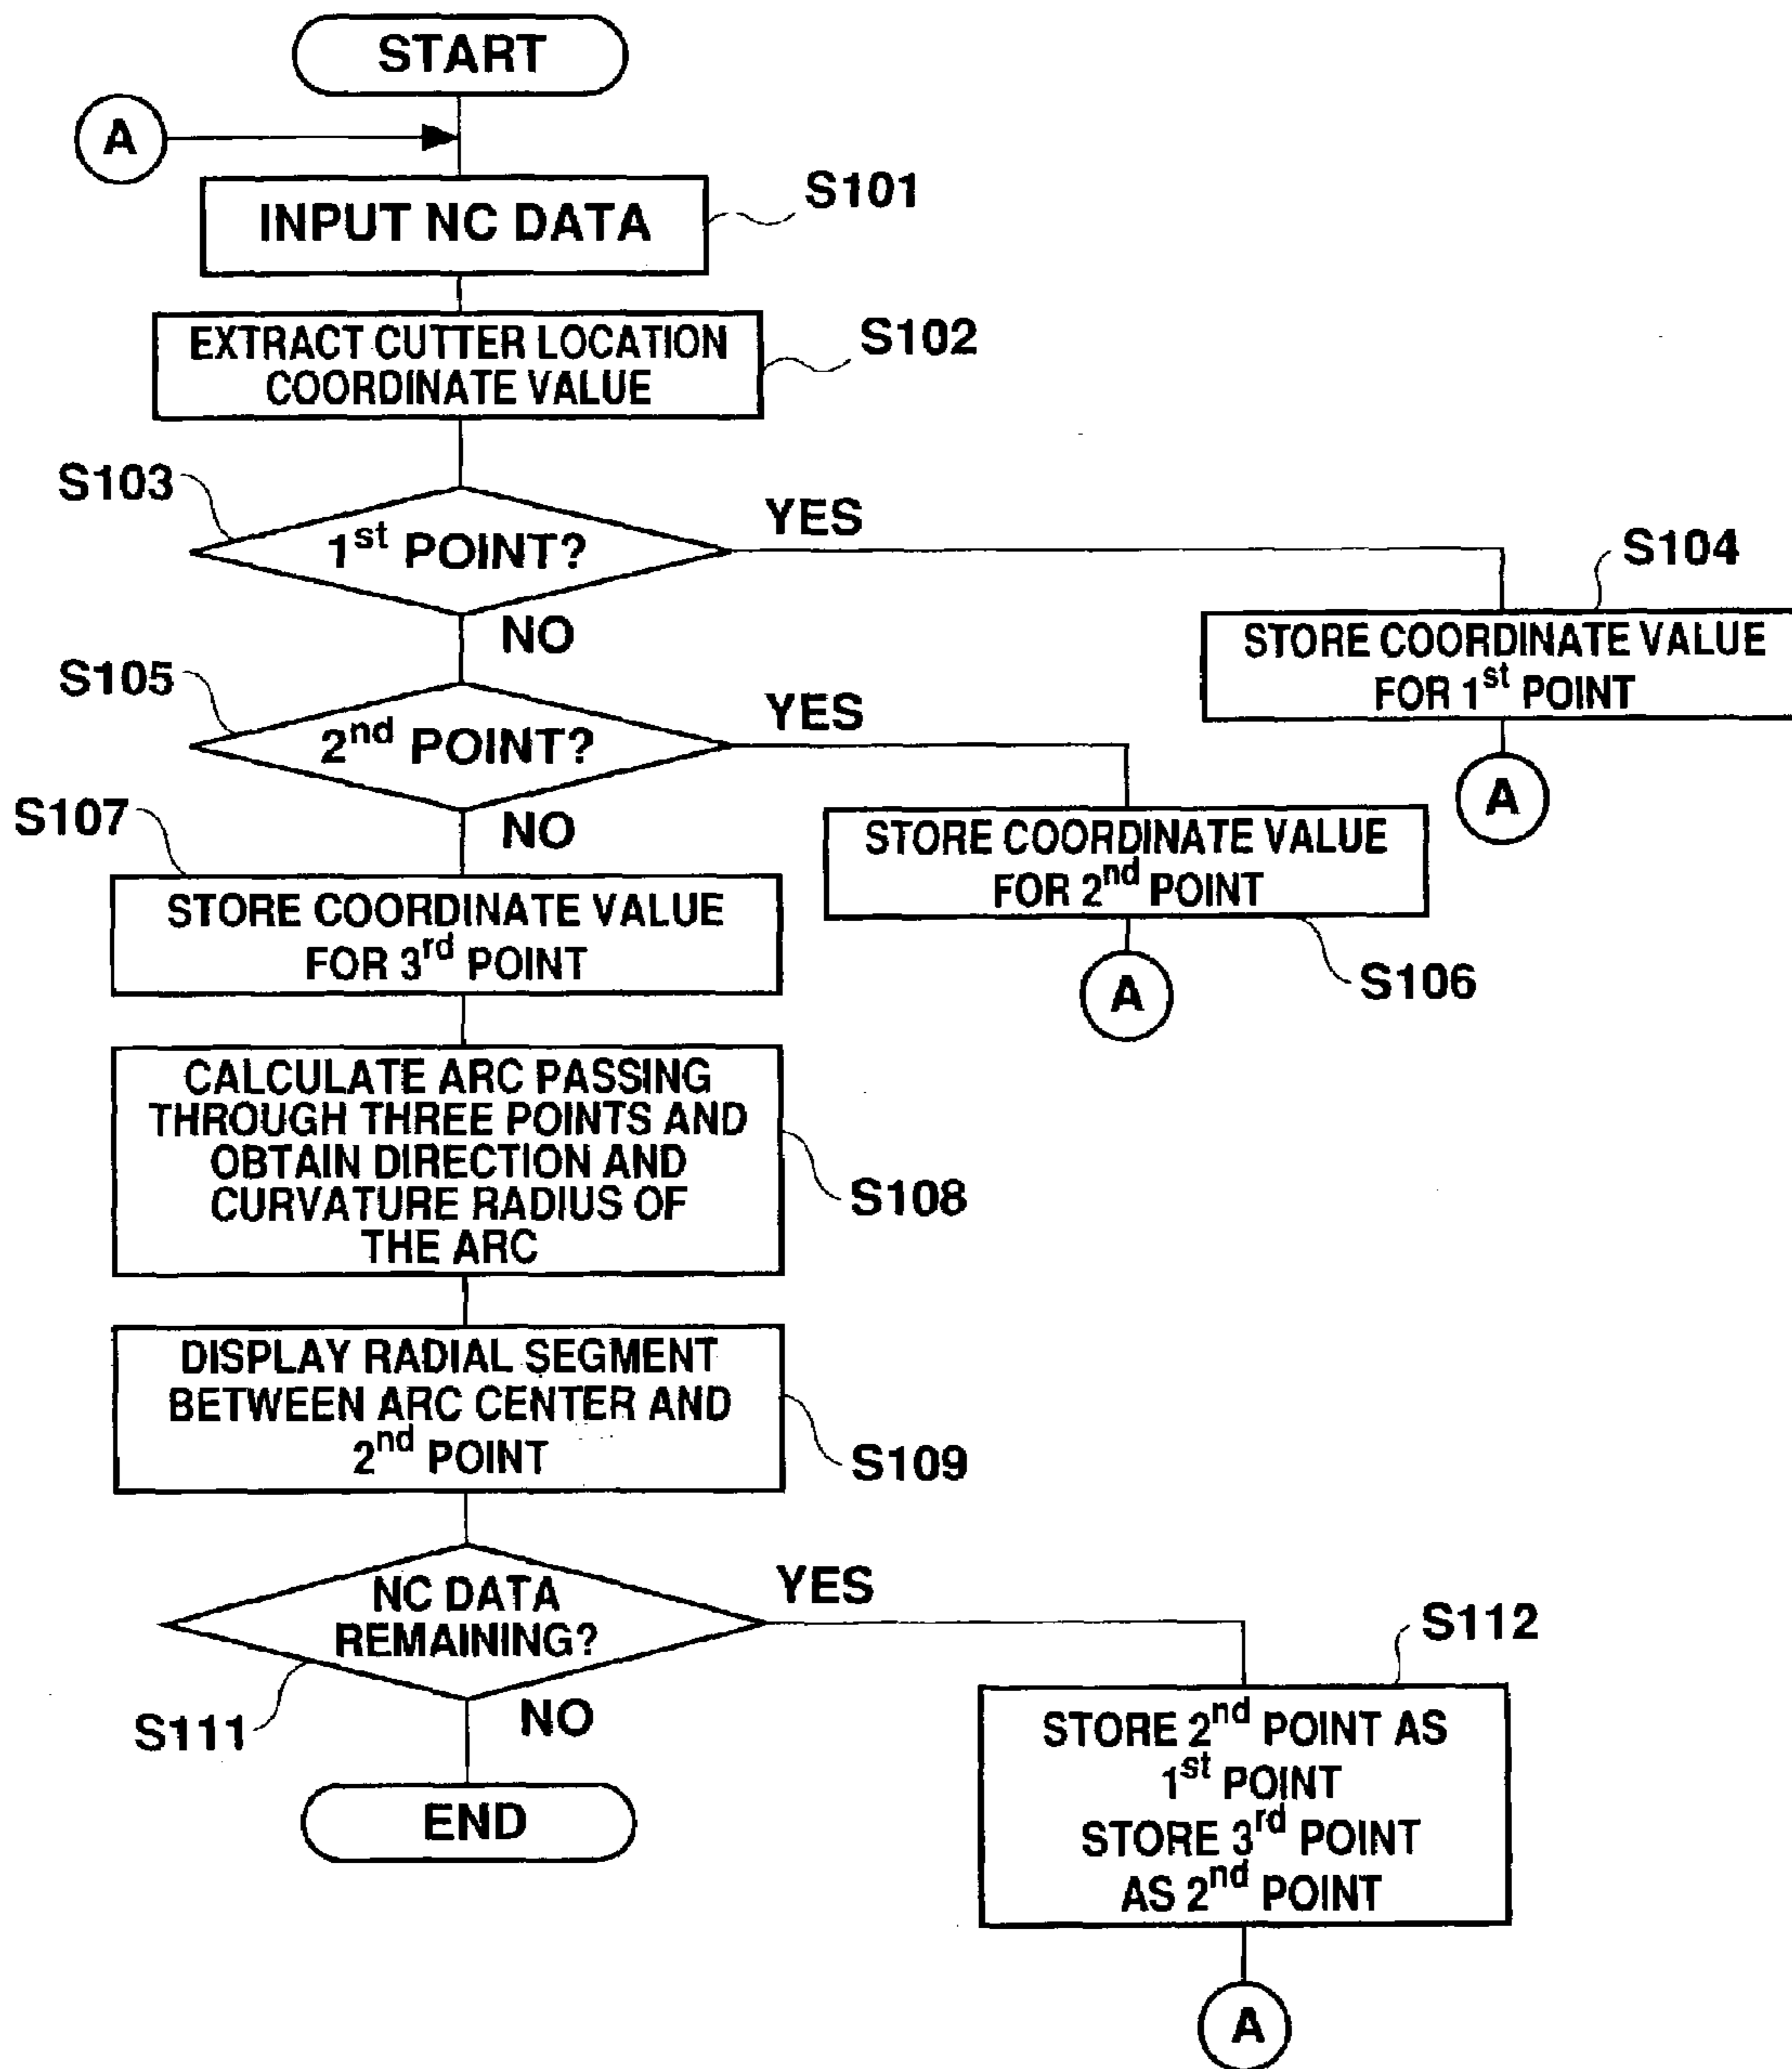 START
A
INPUT NC DATA
S101
EXTRACT CUTTER LOCATION
COORDINATE VALUE
S102
S103
1st POINT?
YES
NO
S104
STORE COORDINATE VALUE
FOR 1st POINT
A
S105
2nd POINT?
YES
NO
STORE COORDINATE VALUE
FOR 2nd POINT
S106
A
S107
STORE COORDINATE VALUE
FOR 3rd POINT
CALCULATE ARC PASSING
THROUGH THREE POINTS AND
OBTAIN DIRECTION AND
CURVATURE RADIUS OF
THE ARC
S108
DISPLAY RADIAL SEGMENT
BETWEEN ARC CENTER AND
2nd POINT
S109
NC DATA
REMAINING?
YES
S111
NO
END
S112
STORE 2nd POINT AS
1st POINT
STORE 3rd POINT
AS 2nd POINT
A